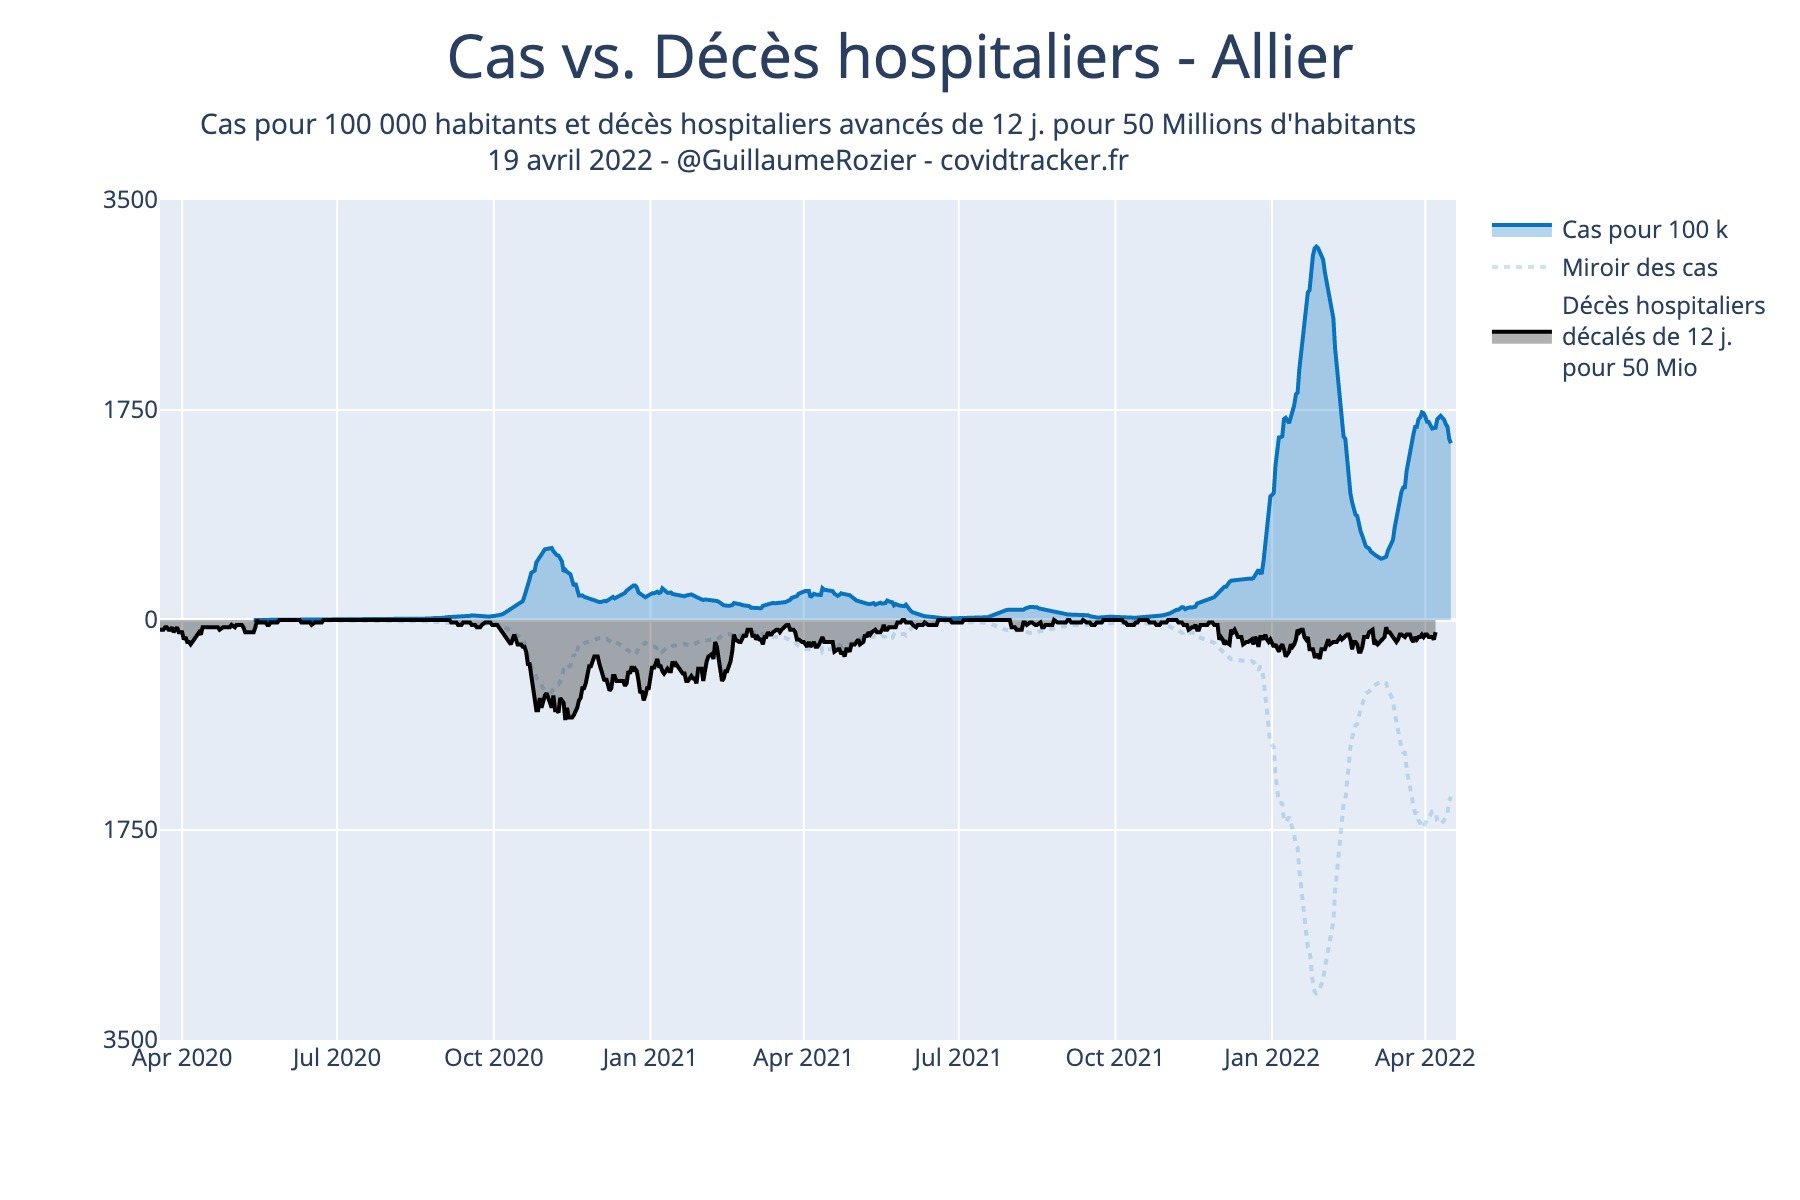 Cas vs. Décès hospitaliers - Allier
Cas pour 100 000 habitants et décès hospitaliers avancés de 12 j. pour 50 Millions d'habitants
19 avril 2022 - @GuillaumeRozier - covidtracker.fr
3500
1750
0
1750
3500
Apr 2020
Jul 2020
Oct 2020
Jan 2021
Apr 2021
Jul 2021
Oct 2021
Jan 2022
Apr 2022
Cas pour 100 k
Miroir des cas
Décès hospitaliers
décalés de 12 j.
pour 50 Mio